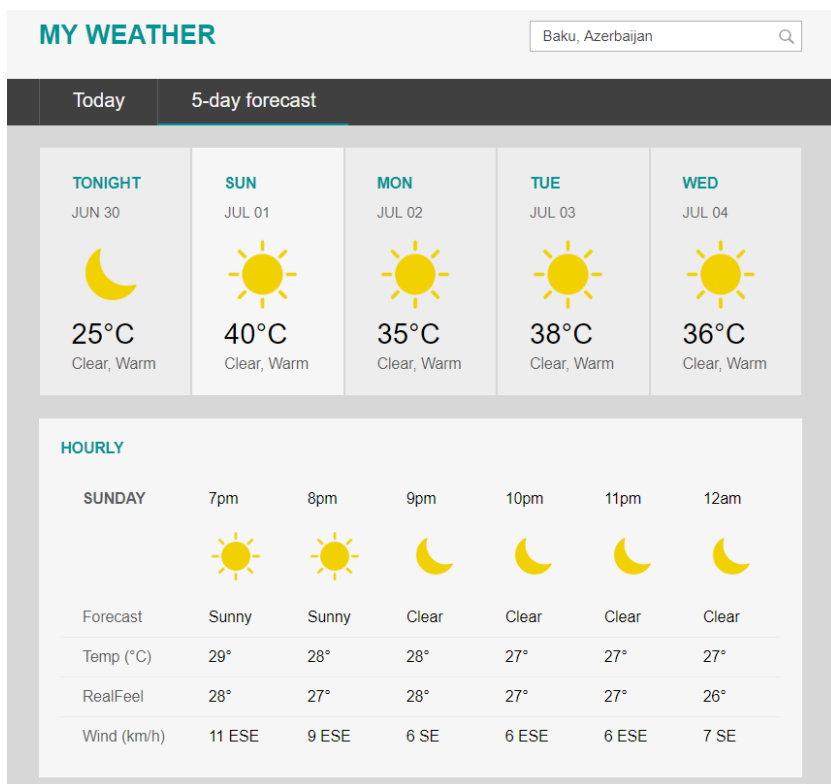 MY WEATHER
Baku, Azerbaijan
Today 5-day forecast
TONIGHT SUN MON TUE WED
JUN 30 JUL 01 JUL 02 JUL 03 JUL 04
25°C 40°C 35°C 38°C 36°C
Clear, Warm Clear, Warm Clear, Warm Clear, Warm Clear, Warm
HOURLY
SUNDAY 7pm 8pm 9pm 10pm 11pm 12am
Forecast Sunny Sunny Clear Clear Clear Clear
Temp (°C) 29° 28° 28° 27° 27° 27°
RealFeel 28° 27° 28° 27° 27° 26°
Wind (km/h) 11 ESE 9 ESE 6 SE 6 ESE 6 ESE 7 SE